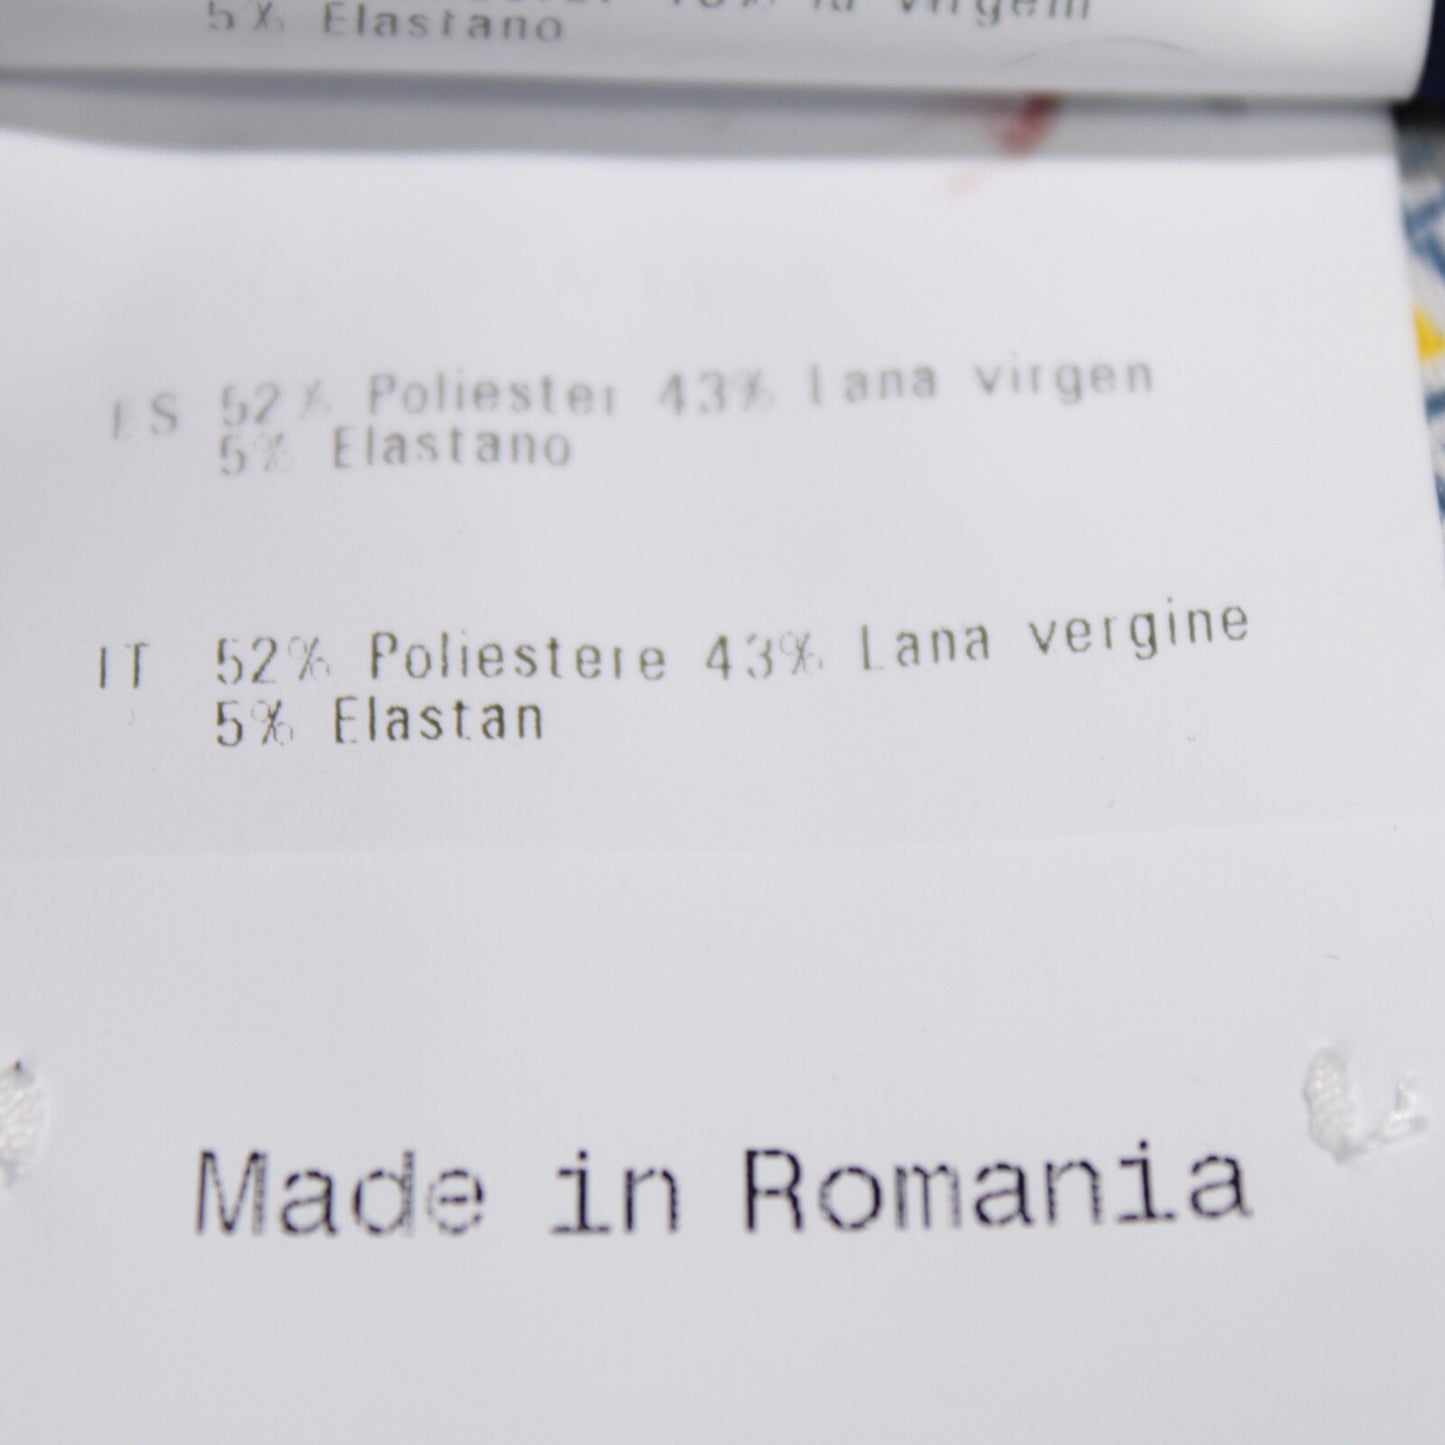 virgem
5% Elastano
ES 52% Poliester 43% Lana virgen
5% Elastano
IT 52% Poliestere 43% Lana vergine
5% Elastan
Made in Romania